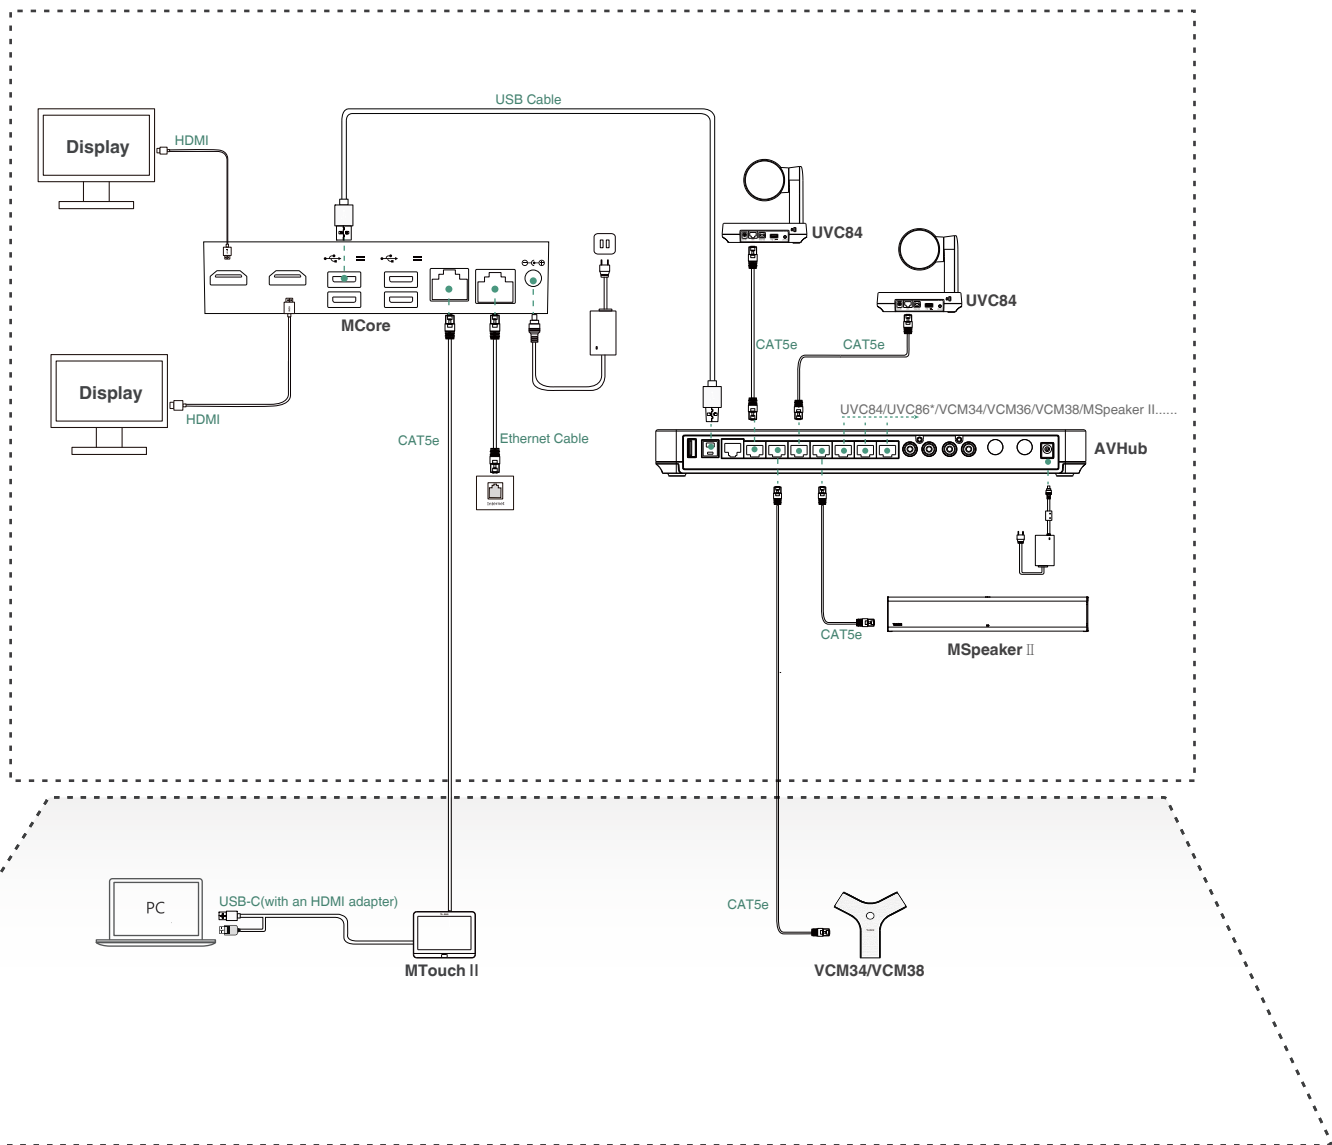 USB Cable
Display
HDMI
UVC84
UVC84
MCore
CAT5e
CAT5e
Display
HDMI
UVC84/UVC86*/VCM34/VCM36/VCM38/MSpeaker II......
CAT5e
Ethernet Cable
AVHub
Internet
CAT5e
MSpeaker Ⅱ
PC
USB-C(with an HDMI adapter)
CAT5e
MTouch II
VCM34/VCM38